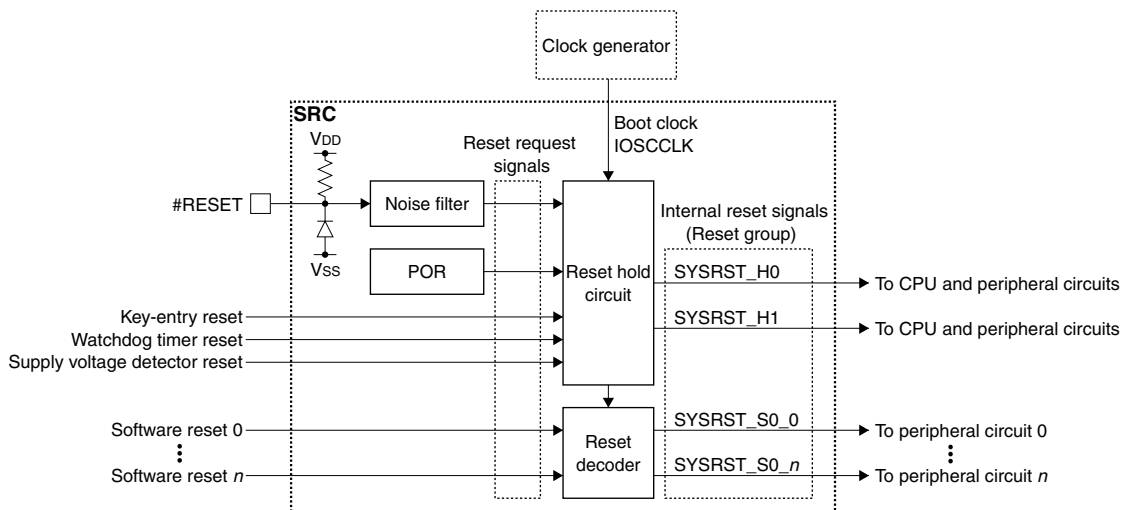 Clock generator
SRC
Boot clock
IOSCCLK
VDD
Reset request
signals
#RESET
Noise filter
Internal reset signals
(Reset group)
VSS
POR
Reset hold
circuit
SYSRST_H0
To CPU and peripheral circuits
Key-entry reset
SYSRST_H1
To CPU and peripheral circuits
Watchdog timer reset
Supply voltage detector reset
Software reset 0
Reset
decoder
SYSRST_S0_0
To peripheral circuit 0
Software reset n
SYSRST_S0_n
To peripheral circuit n